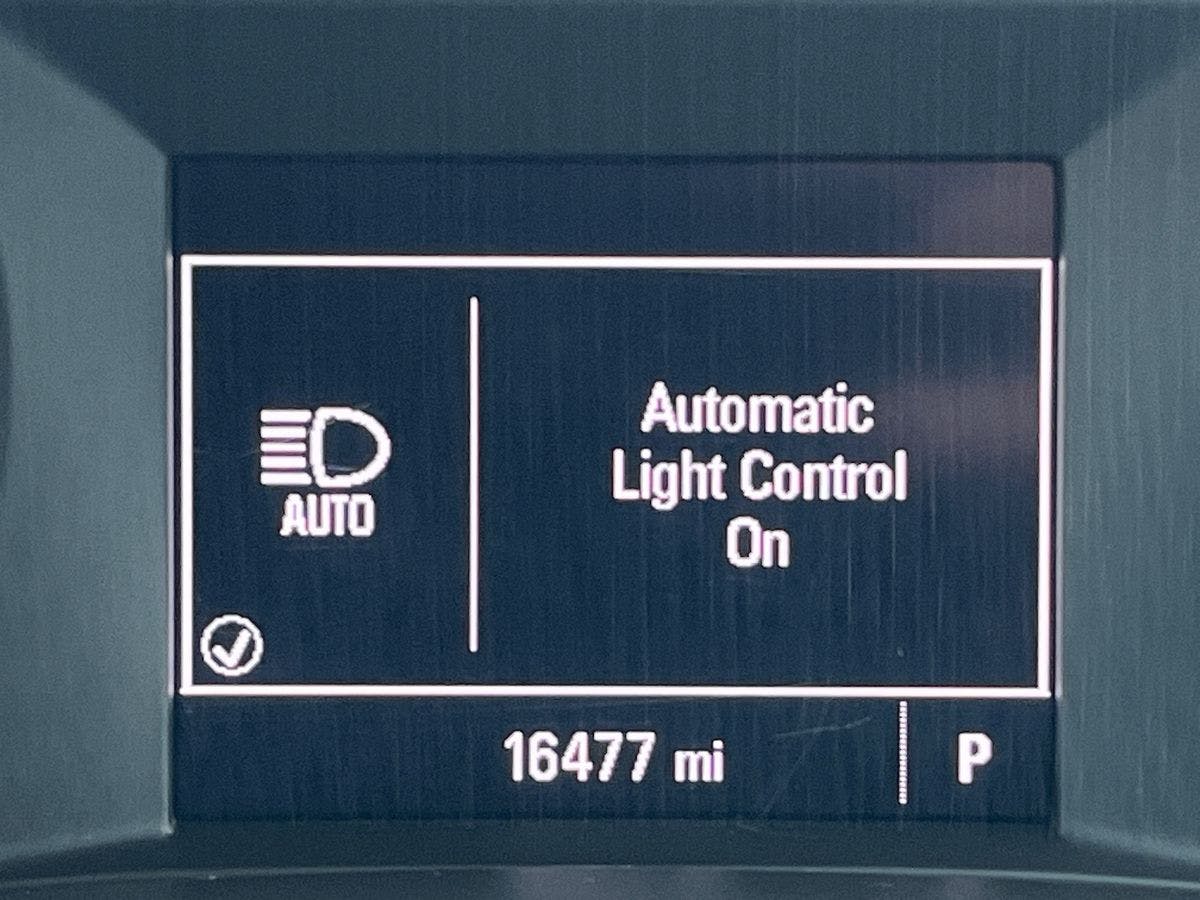 AUTO
Automatic
Light Control
On
16477 mi
P